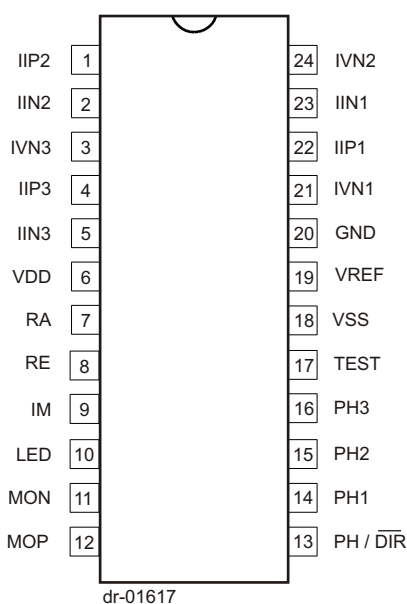 IIP2 1 24 IVN2
IIN2 2 23 IIN1
IVN3 3 22 IIP1
IIP3 4 21 IVN1
IIN3 5 20 GND
VDD 6 19 VREF
RA 7 18 VSS
RE 8 17 TEST
IM 9 16 PH3
LED 10 15 PH2
MON 11 14 PH1
MOP 12 13 PH / D̅I̅R̅
dr-01617